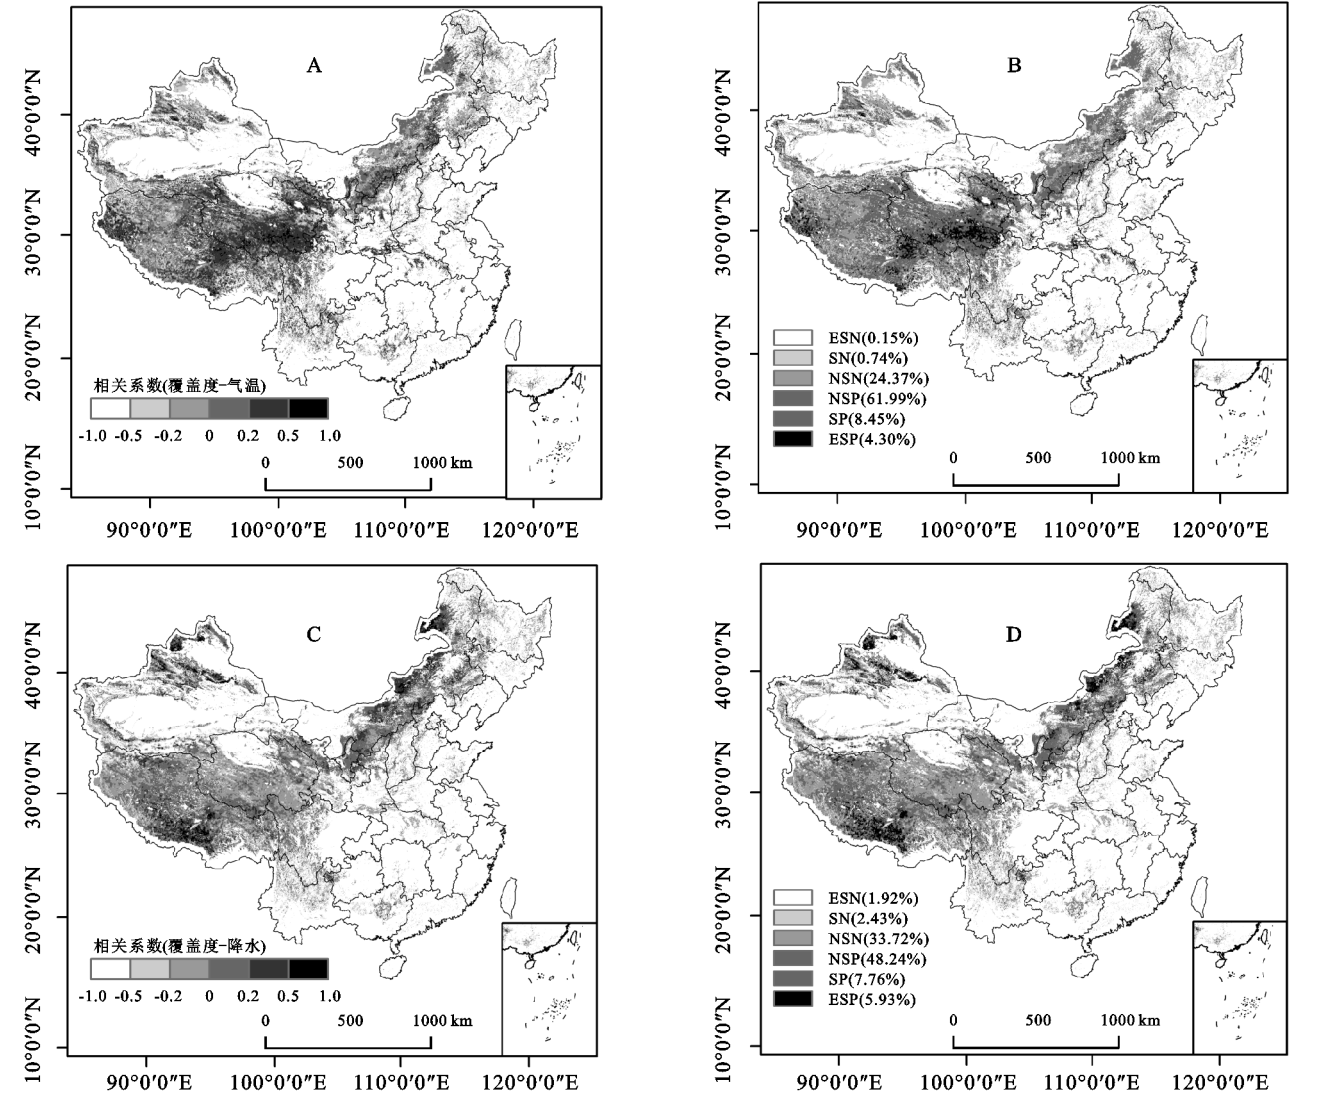 A
40°0′0″N
30°0′0″N
20°0′0″N
10°0′0″N
相关系数(覆盖度-气温)
-1.0 -0.5 -0.2 0 0.2 0.5 1.0
0 500 1000 km
90°0′0″E 100°0′0″E 110°0′0″E 120°0′0″E
B
40°0′0″N
30°0′0″N
20°0′0″N
10°0′0″N
ESN(0.15%)
SN(0.74%)
NSN(24.37%)
NSP(61.99%)
SP(8.45%)
ESP(4.30%)
0 500 1000 km
90°0′0″E 100°0′0″E 110°0′0″E 120°0′0″E
C
40°0′0″N
30°0′0″N
20°0′0″N
10°0′0″N
相关系数(覆盖度-降水)
-1.0 -0.5 -0.2 0 0.2 0.5 1.0
0 500 1000 km
90°0′0″E 100°0′0″E 110°0′0″E 120°0′0″E
D
40°0′0″N
30°0′0″N
20°0′0″N
10°0′0″N
ESN(1.92%)
SN(2.43%)
NSN(33.72%)
NSP(48.24%)
SP(7.76%)
ESP(5.93%)
0 500 1000 km
90°0′0″E 100°0′0″E 110°0′0″E 120°0′0″E